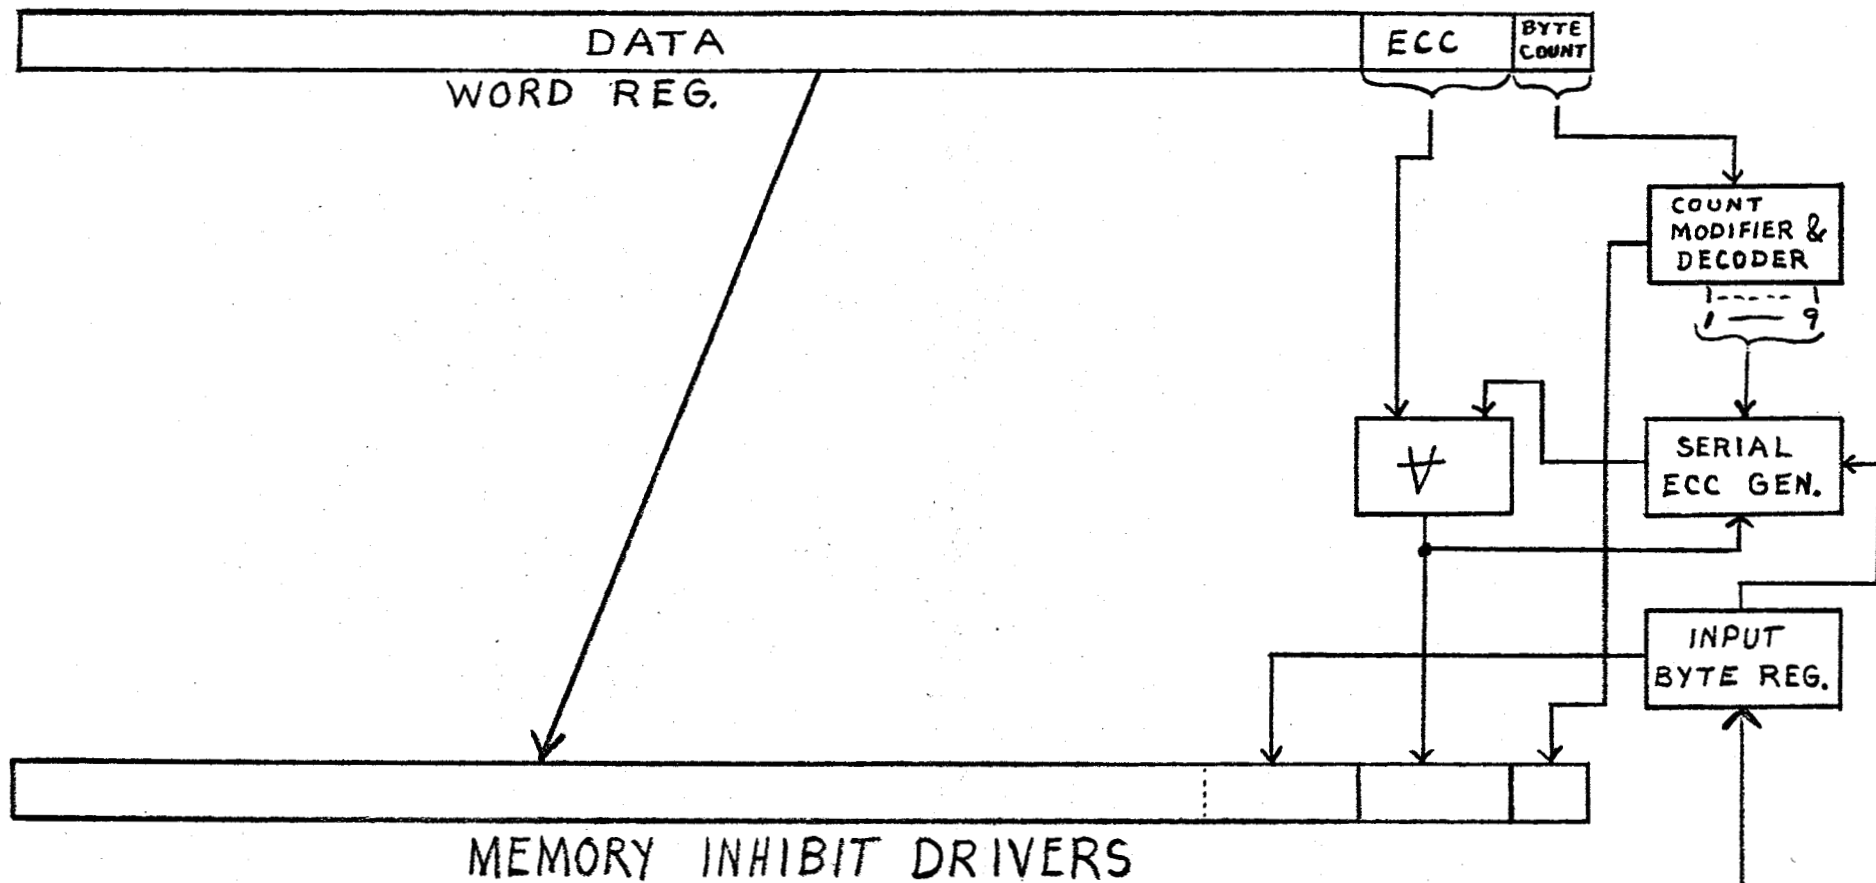 DATA
ECC
BYTE
COUNT
WORD REG.
COUNT
MODIFIER &
DECODER
1 — 9
∀
SERIAL
ECC GEN.
INPUT
BYTE REG.
MEMORY INHIBIT DRIVERS